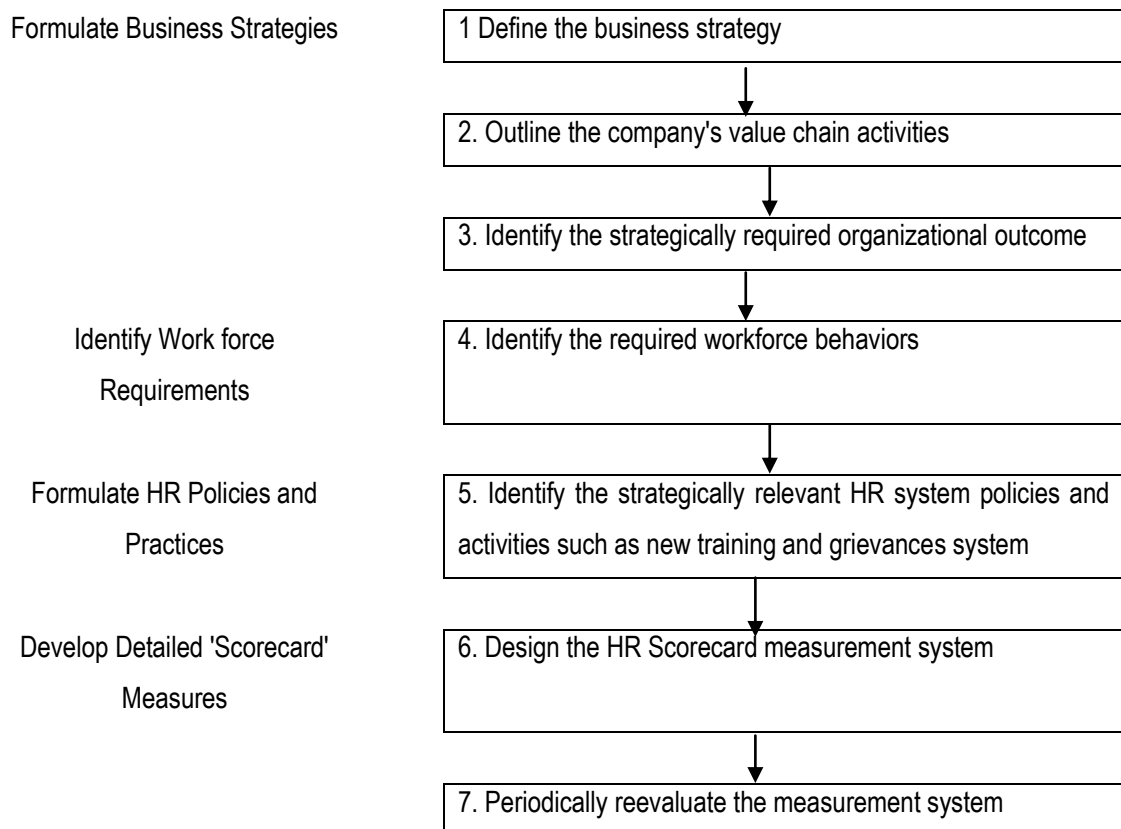 Formulate Business Strategies
1 Define the business strategy
2. Outline the company's value chain activities
3. Identify the strategically required organizational outcome
Identify Work force
Requirements
4. Identify the required workforce behaviors
Formulate HR Policies and
Practices
5. Identify the strategically relevant HR system policies and
activities such as new training and grievances system
Develop Detailed 'Scorecard'
Measures
6. Design the HR Scorecard measurement system
7. Periodically reevaluate the measurement system